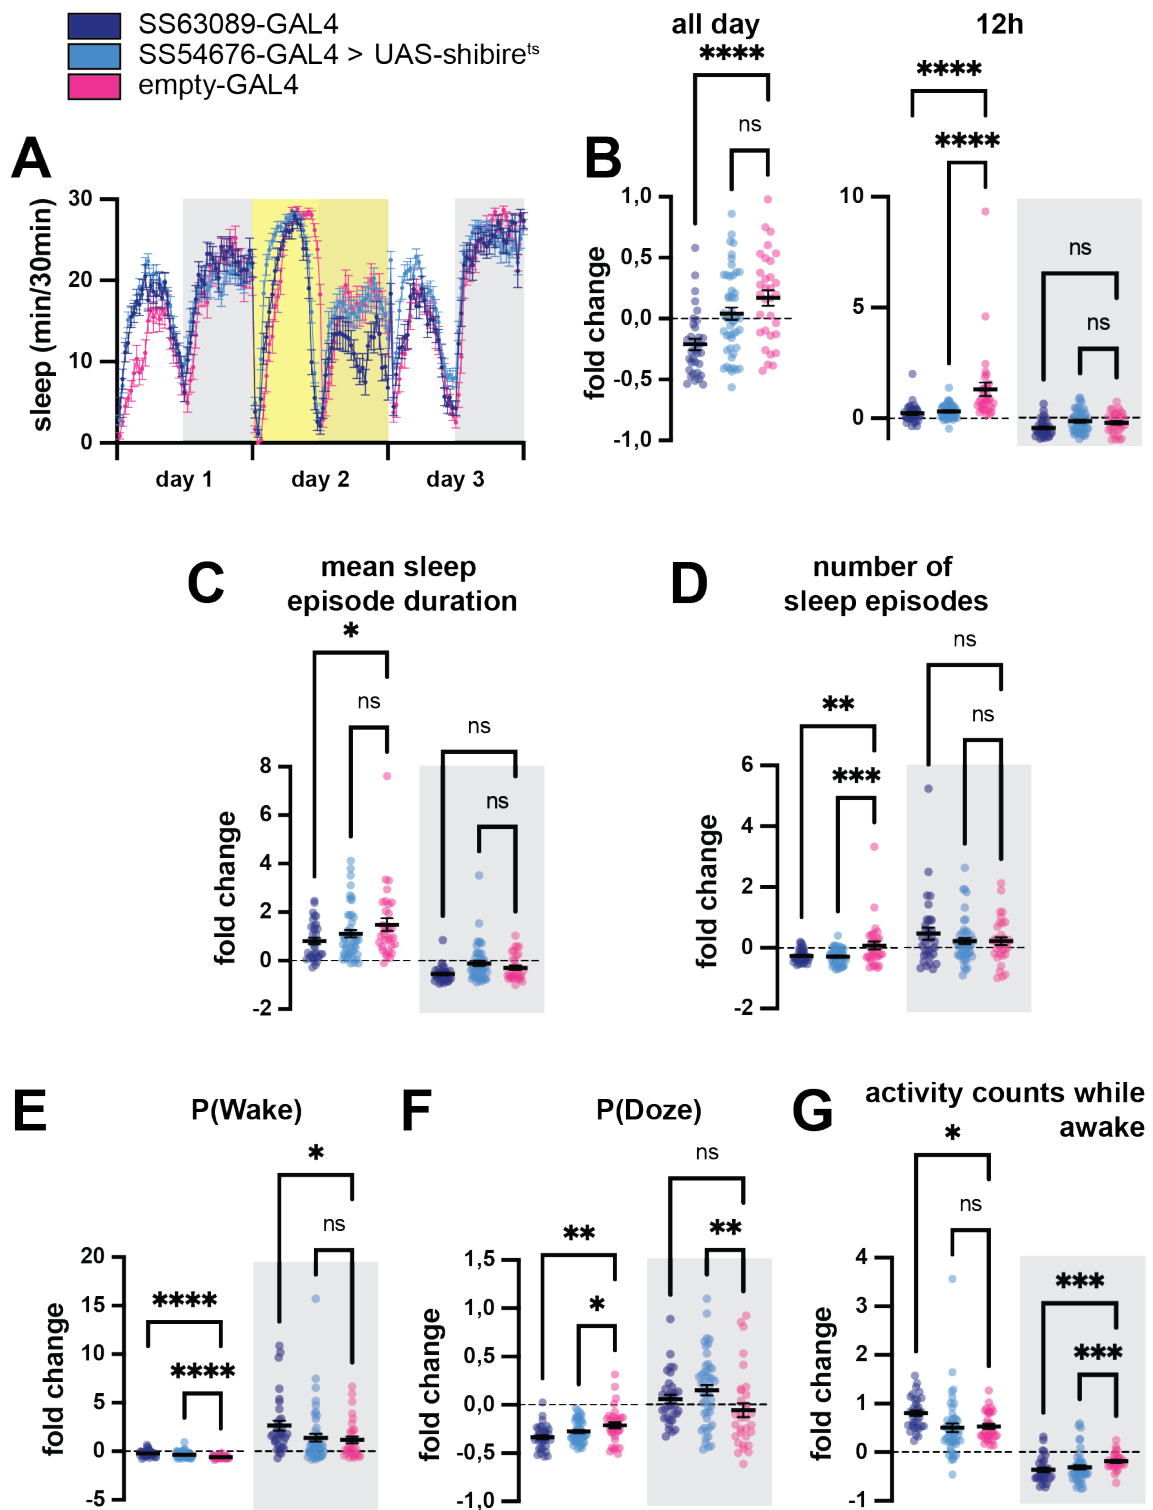 SS63089-GAL4
SS54676-GAL4 > UAS-shibire^ts
empty-GAL4
A
sleep (min/30min)
30
20
10
0
day 1
day 2
day 3
B
all day
****
ns
fold change
1,0
0,5
0,0
-0,5
-1,0
12h
****
****
ns
ns
10
5
0
C
mean sleep
episode duration
*
ns
ns
ns
fold change
8
6
4
2
0
-2
D
number of
sleep episodes
**
***
ns
ns
fold change
6
4
2
0
-2
E
P(Wake)
****
****
*
ns
fold change
20
15
10
5
0
-5
F
P(Doze)
**
*
ns
**
fold change
1,5
1,0
0,5
0,0
-0,5
-1,0
G
activity counts while
awake
*
ns
***
***
fold change
4
3
2
1
0
-1